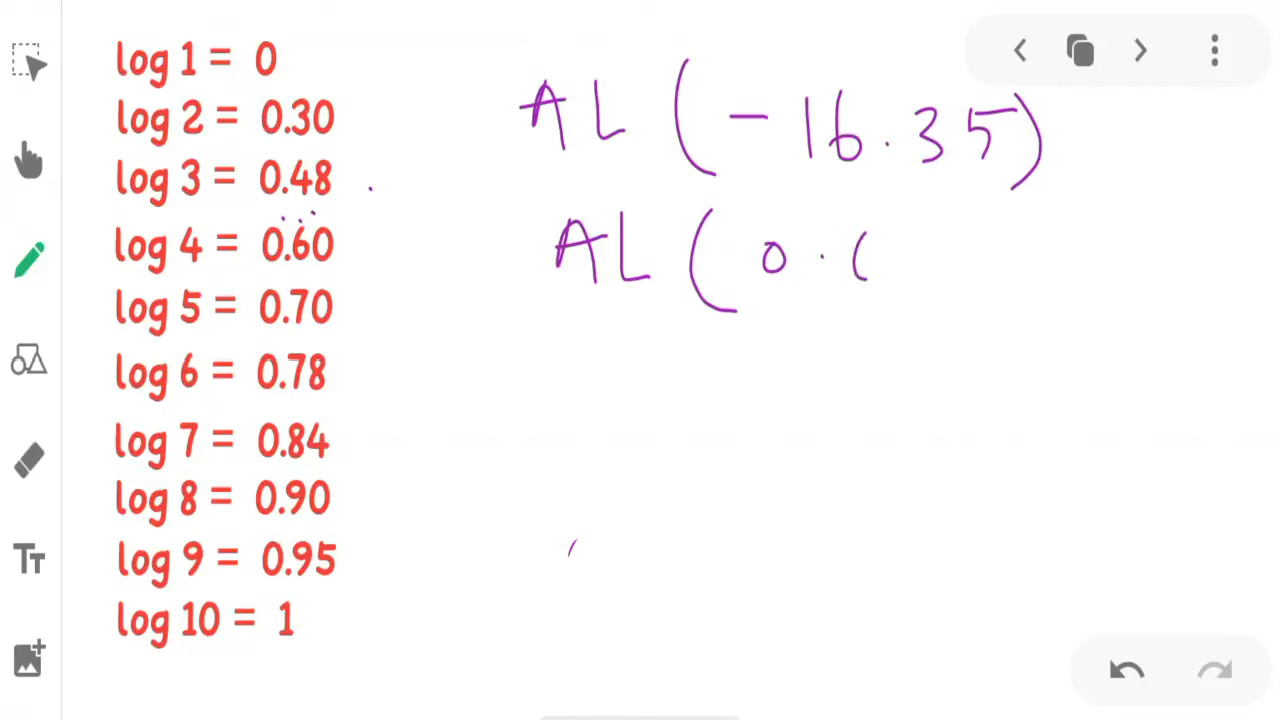 log 1 = 0
log 2 = 0.30
log 3 = 0.48
log 4 = 0.60
log 5 = 0.70
log 6 = 0.78
log 7 = 0.84
log 8 = 0.90
log 9 = 0.95
log 10 = 1
AL (- 16.35)
AL ( 0.
TT